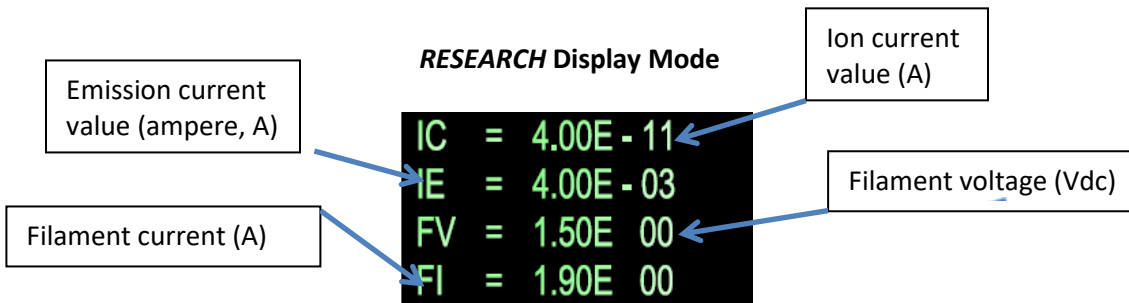 RESEARCH Display Mode
Ion current
value (A)
Emission current
value (ampere, A)
IC = 4.00E - 11
IE = 4.00E - 03
Filament voltage (Vdc)
Filament current (A)
FV = 1.50E 00
FI = 1.90E 00